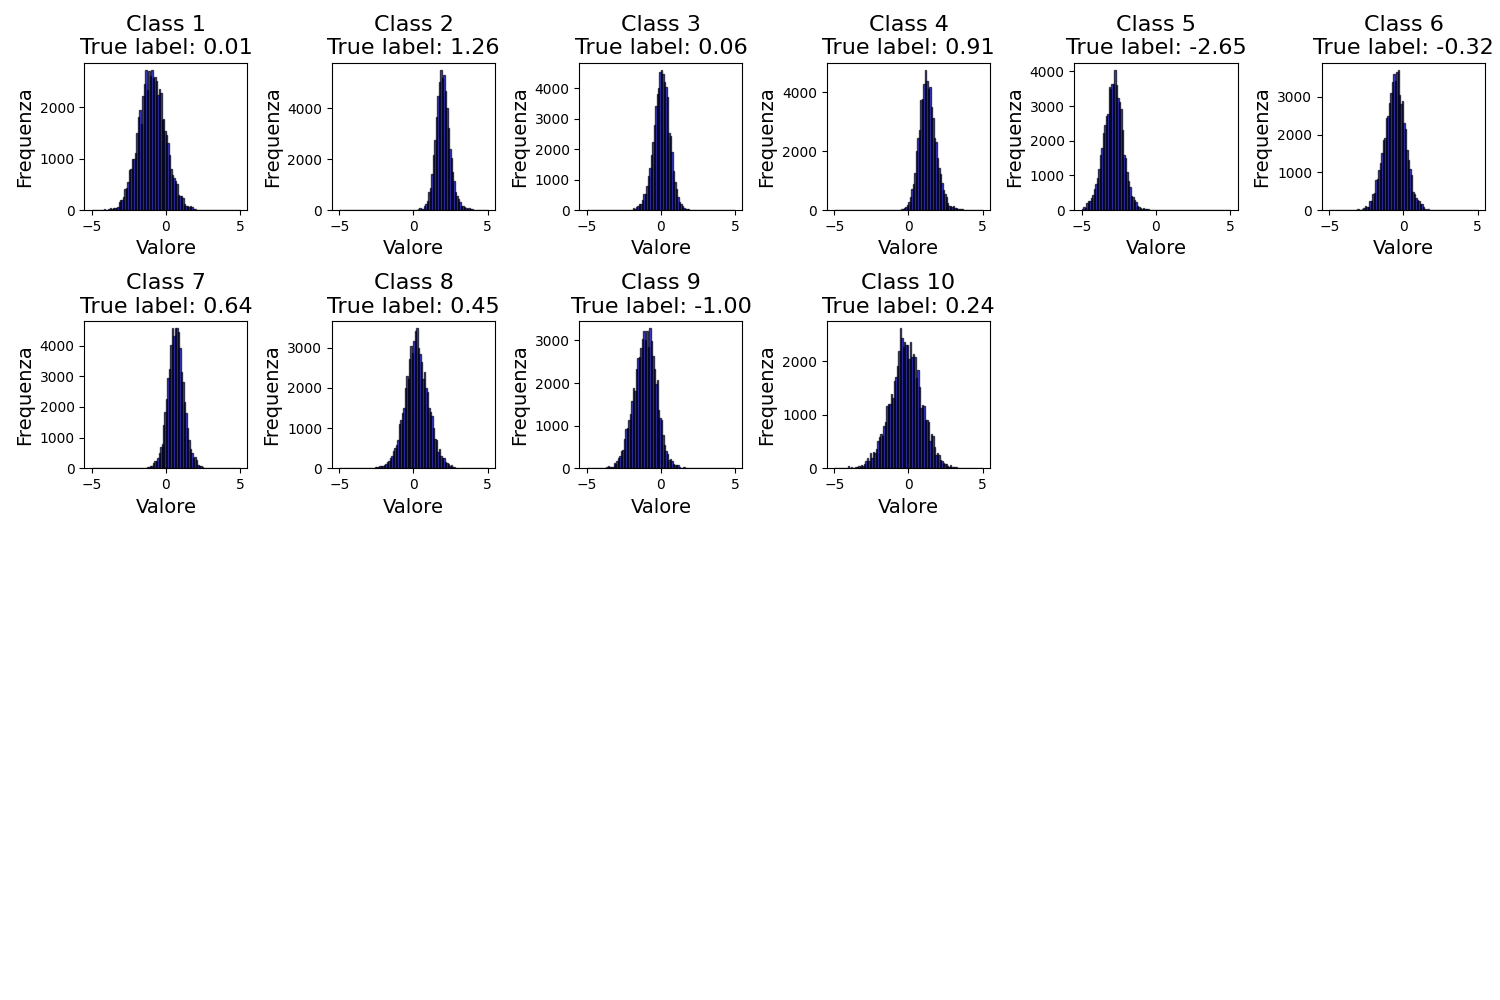 Class 1
True label: 0.01
Class 2
True label: 1.26
Class 3
True label: 0.06
Class 4
True label: 0.91
Class 5
True label: -2.65
Class 6
True label: -0.32
Frequenza
2000
1000
0
−5 0 5
Valore
Frequenza
4000
2000
0
−5 0 5
Valore
Frequenza
4000
3000
2000
1000
0
−5 0 5
Valore
Frequenza
4000
2000
0
−5 0 5
Valore
Frequenza
4000
3000
2000
1000
0
−5 0 5
Valore
Frequenza
3000
2000
1000
0
−5 0 5
Valore
Class 7
True label: 0.64
Class 8
True label: 0.45
Class 9
True label: -1.00
Class 10
True label: 0.24
Frequenza
4000
3000
2000
1000
0
−5 0 5
Valore
Frequenza
3000
2000
1000
0
−5 0 5
Valore
Frequenza
3000
2000
1000
0
−5 0 5
Valore
Frequenza
2000
1000
0
−5 0 5
Valore